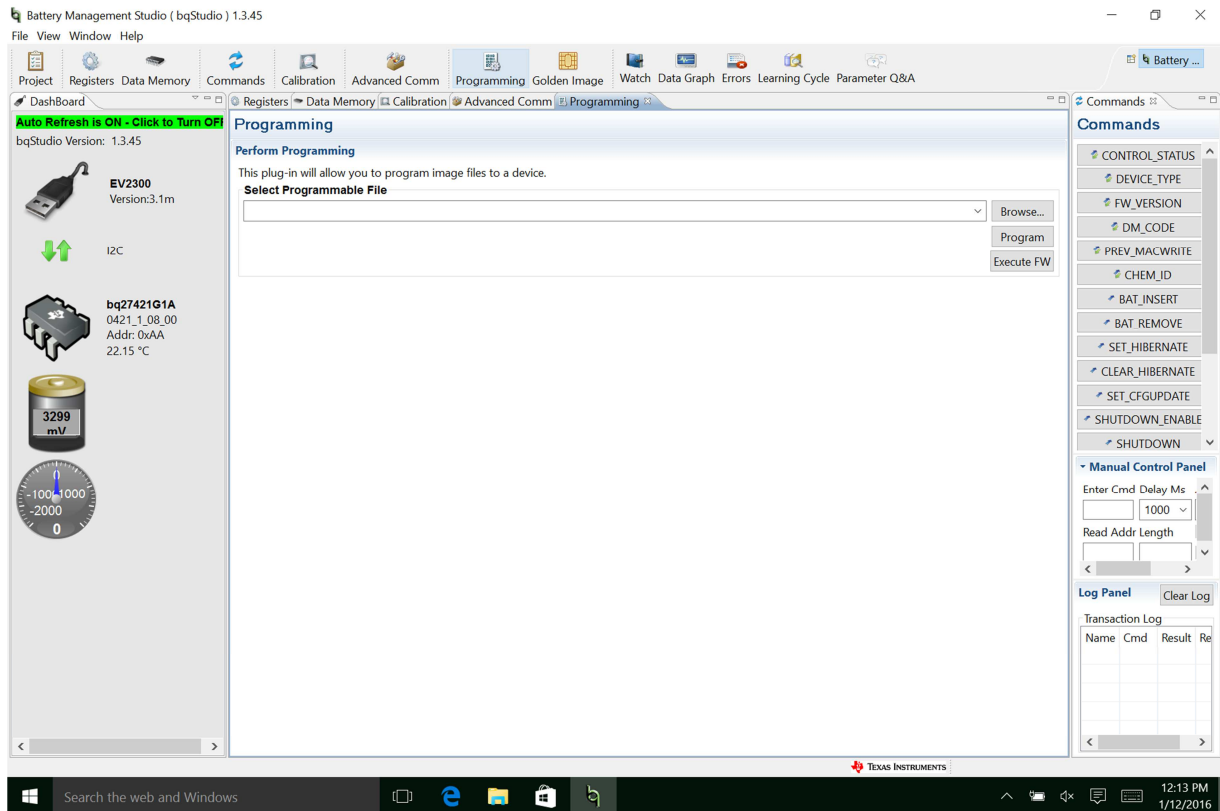 Battery Management Studio ( bqStudio ) 1.3.45
File View Window Help
Project Registers Data Memory Commands Calibration Advanced Comm Programming Golden Image Watch Data Graph Errors Learning Cycle Parameter Q&A
Battery ...
DashBoard
Auto Refresh is ON - Click to Turn OFF
bqStudio Version: 1.3.45
EV2300
Version:3.1m
I2C
bq27421G1A
0421_1_08_00
Addr: 0xAA
22.15 °C
3299
mV
0
-100 1000
-2000
0
Registers Data Memory Calibration Advanced Comm Programming
Programming
Perform Programming
This plug-in will allow you to program image files to a device.
Select Programmable File
Browse...
Program
Execute FW
Commands
Commands
CONTROL_STATUS
DEVICE_TYPE
FW_VERSION
DM_CODE
PREV_MACWRITE
CHEM_ID
BAT_INSERT
BAT_REMOVE
SET_HIBERNATE
CLEAR_HIBERNATE
SET_CFGUPDATE
SHUTDOWN_ENABLE
SHUTDOWN
Manual Control Panel
Enter Cmd Delay Ms
1000
Read Addr Length
Log Panel
Clear Log
Transaction Log
Name Cmd Result Re
TEXAS INSTRUMENTS
Search the web and Windows
12:13 PM
1/12/2016